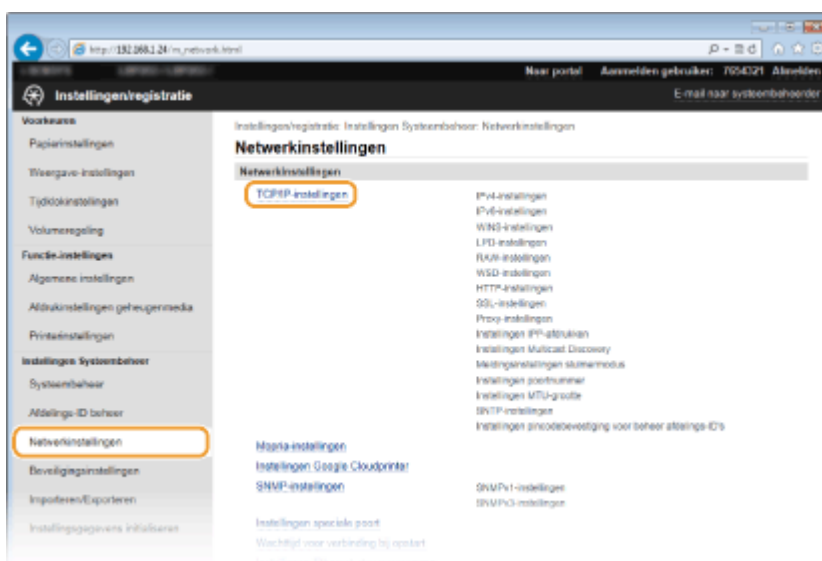 http://192.168.1.24/m_network.html
Naar portal Aanmelden gebruiker: 7654321 Afmelden
Instellingen/registratie
E-mail naar systeembeheerder
Voorkeuren
Papierinstellingen
Weergave-instellingen
Tijdklokinstellingen
Volumeregeling
Functie-instellingen
Algemene instellingen
Afdrukinstellingen geheugenmedia
Printerinstellingen
Instellingen Systeembeheer
Systeembeheer
Afdelings-ID beheer
Netwerkinstellingen
Beveiligingsinstellingen
Importeren/Exporteren
Instellingsgegevens initialiseren
Instellingen/registratie: Instellingen Systeembeheer: Netwerkinstellingen
Netwerkinstellingen
Netwerkinstellingen
TCP/IP-instellingen
IPv4-instellingen
IPv6-instellingen
WINS-instellingen
LPD-instellingen
RAW-instellingen
WSD-instellingen
HTTP-instellingen
SSL-instellingen
Proxy-instellingen
Instellingen IPP-afdrukken
Instellingen Multicast Discovery
Meldingsinstellingen sluimermodus
Instellingen poortnummer
Instellingen MTU-grootte
SNTP-instellingen
Instellingen pincodebevestiging voor beheer afdelings-ID's
Mopria-instellingen
Instellingen Google Cloudprinter
SNMP-instellingen
SNMPv1-instellingen
SNMPv3-instellingen
Instellingen speciale poort
Wachttijd voor verbinding bij opstart